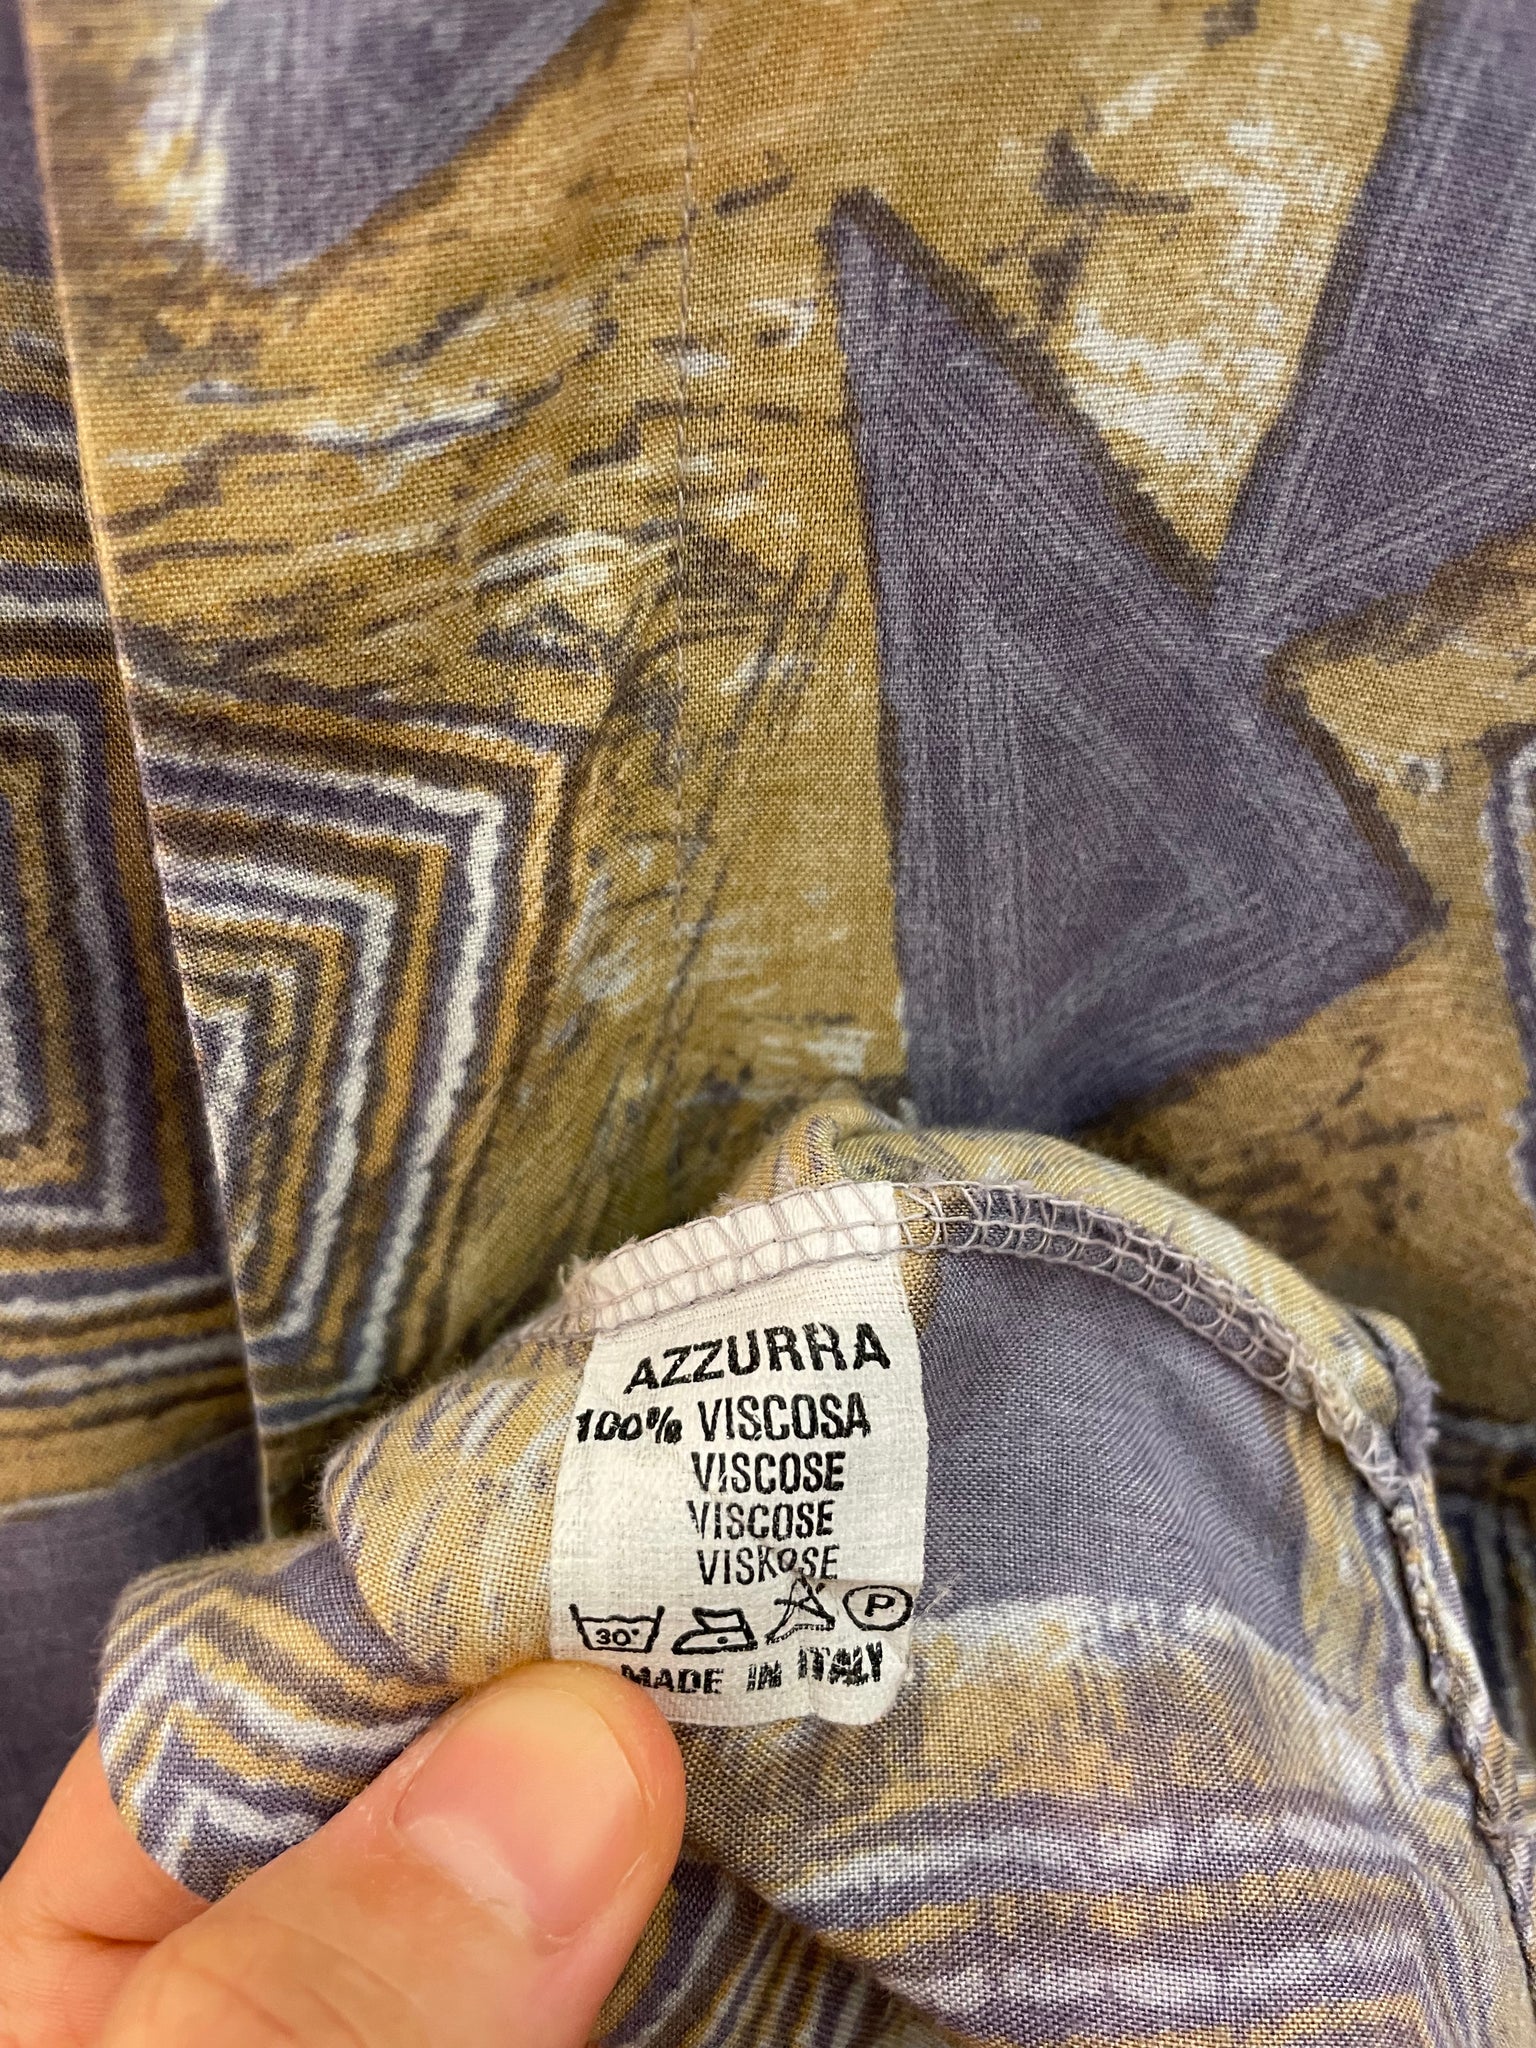 AZZURRA
100% VISCOSA
VISCOSE
VISCOSE
VISKOSE
30° P
MADE IN ITALY